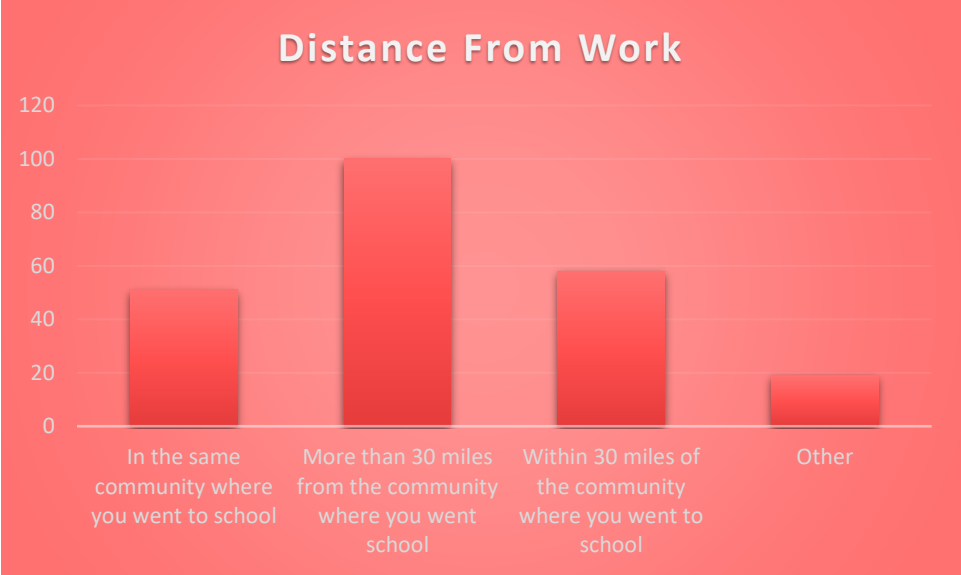 Distance From Work
120
100
80
60
40
20
0
In the same
community where
you went to school
More than 30 miles
from the community
where you went
school
Within 30 miles of
the community
where you went to
school
Other